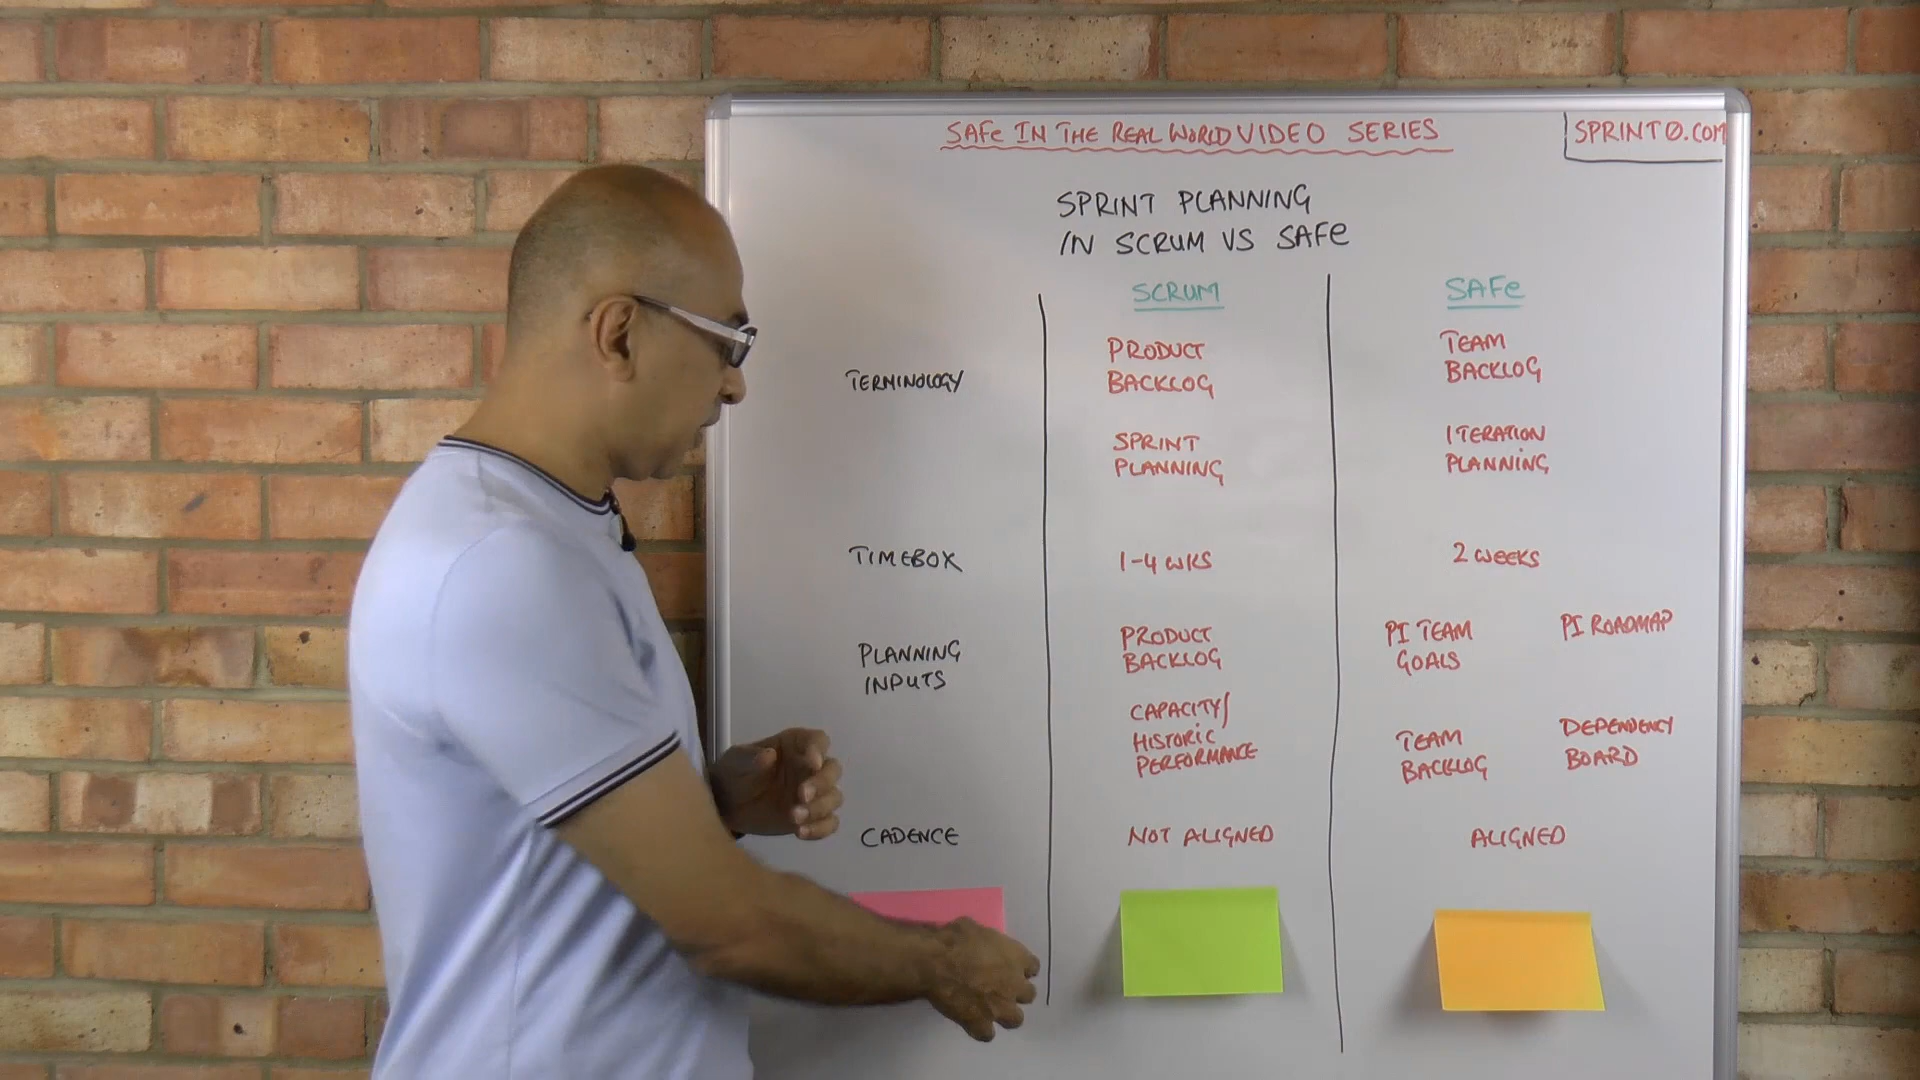 SAFe IN THE REAL WORLD VIDEO SERIES
SPRINT0.COM
SPRINT PLANNING
IN SCRUM VS SAFe
SCRUM
SAFe
TERMINOLOGY
PRODUCT
BACKLOG
TEAM
BACKLOG
SPRINT
PLANNING
ITERATION
PLANNING
TIMEBOX
1-4 WKS
2 WEEKS
PLANNING
INPUTS
PRODUCT
BACKLOG
CAPACITY/
HISTORIC
PERFORMANCE
PI TEAM
GOALS
PI ROADMAP
TEAM
BACKLOG
DEPENDENCY
BOARD
CADENCE
NOT ALIGNED
ALIGNED